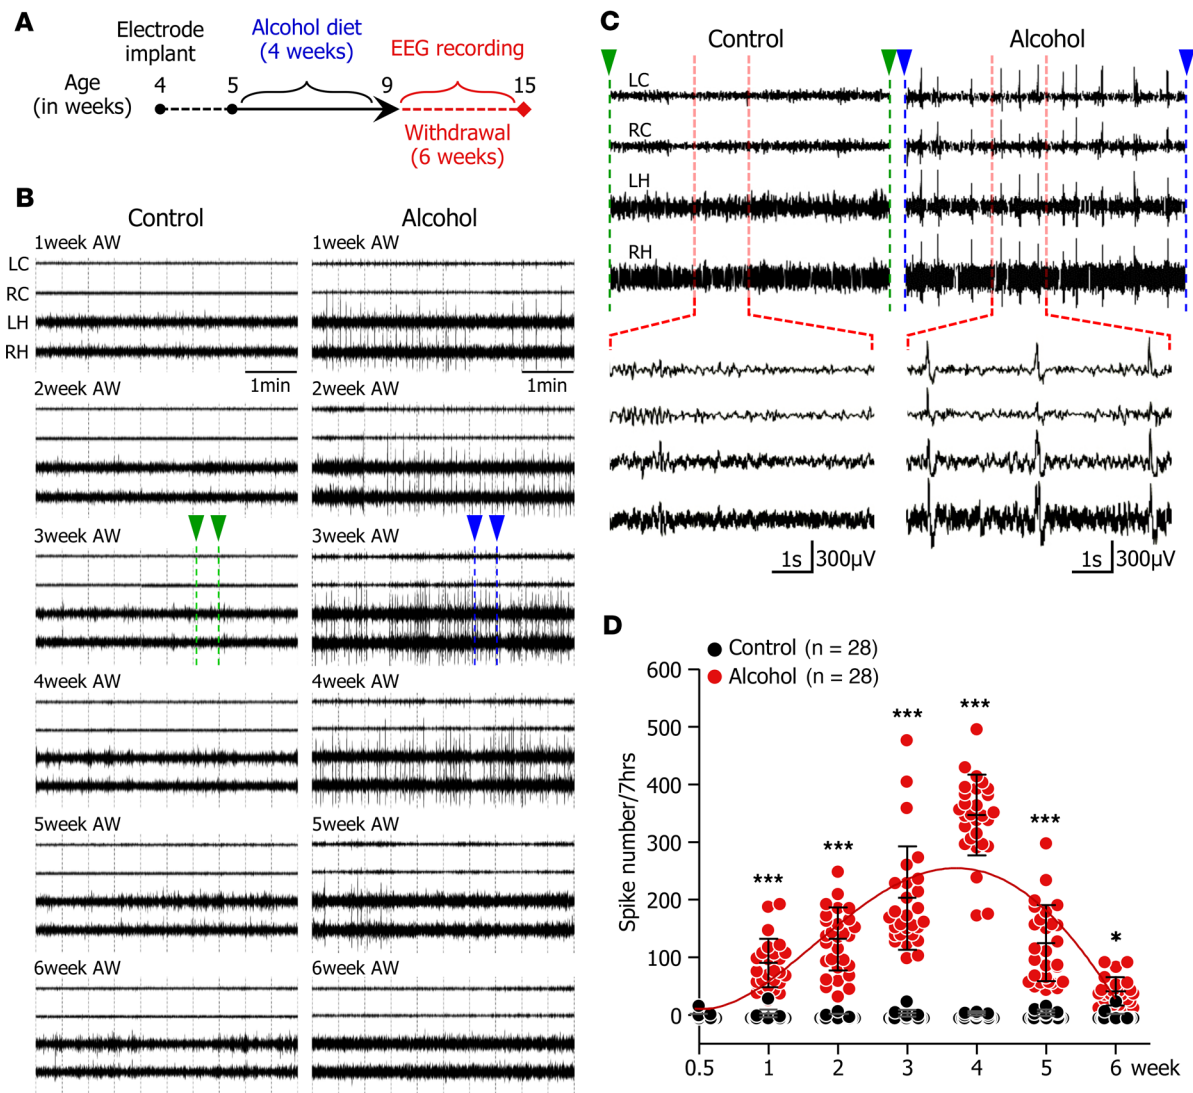 A
Electrode
implant
Alcohol diet
(4 weeks)
EEG recording
Age
(in weeks)
4
5
9
15
Withdrawal
(6 weeks)
B
Control
Alcohol
1week AW
1week AW
LC
RC
LH
RH
1min
1min
2week AW
2week AW
3week AW
3week AW
4week AW
4week AW
5week AW
5week AW
6week AW
6week AW
C
Control
Alcohol
LC
RC
LH
RH
1s 300µV
1s 300µV
D
Control (n = 28)
Alcohol (n = 28)
Spike number/7hrs
600
500
400
300
200
100
0
***
***
***
***
***
*
0.5 1 2 3 4 5 6 week